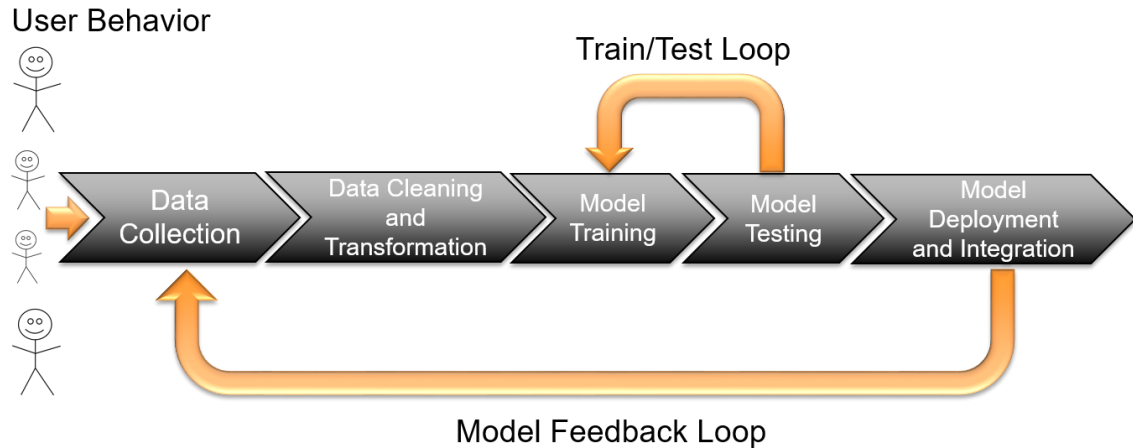 User Behavior
Train/Test Loop
Data
Collection
Data Cleaning
and
Transformation
Model
Training
Model
Testing
Model
Deployment
and Integration
Model Feedback Loop